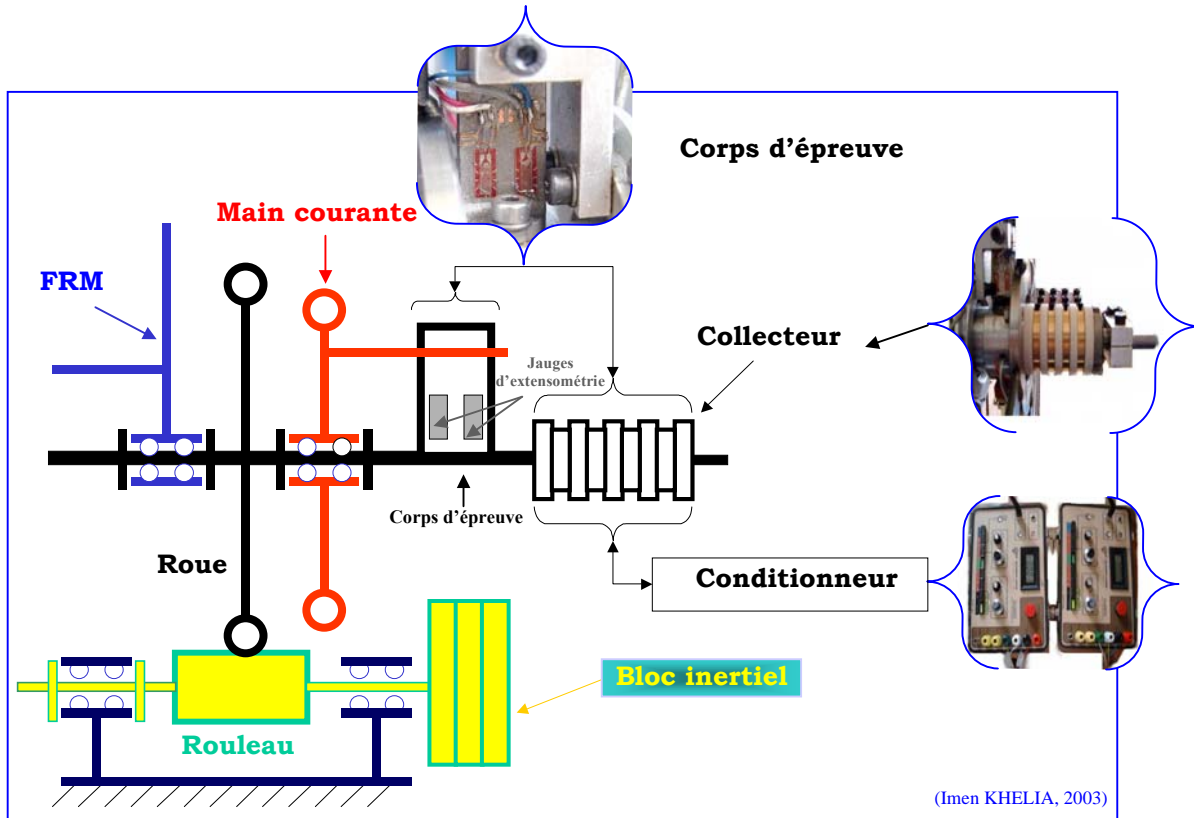 Corps d'épreuve
Main courante
FRM
Collecteur
Jauges
d'extensométrie
Corps d'épreuve
Roue
Conditionneur
Bloc inertiel
Rouleau
(Imen KHELIA, 2003)